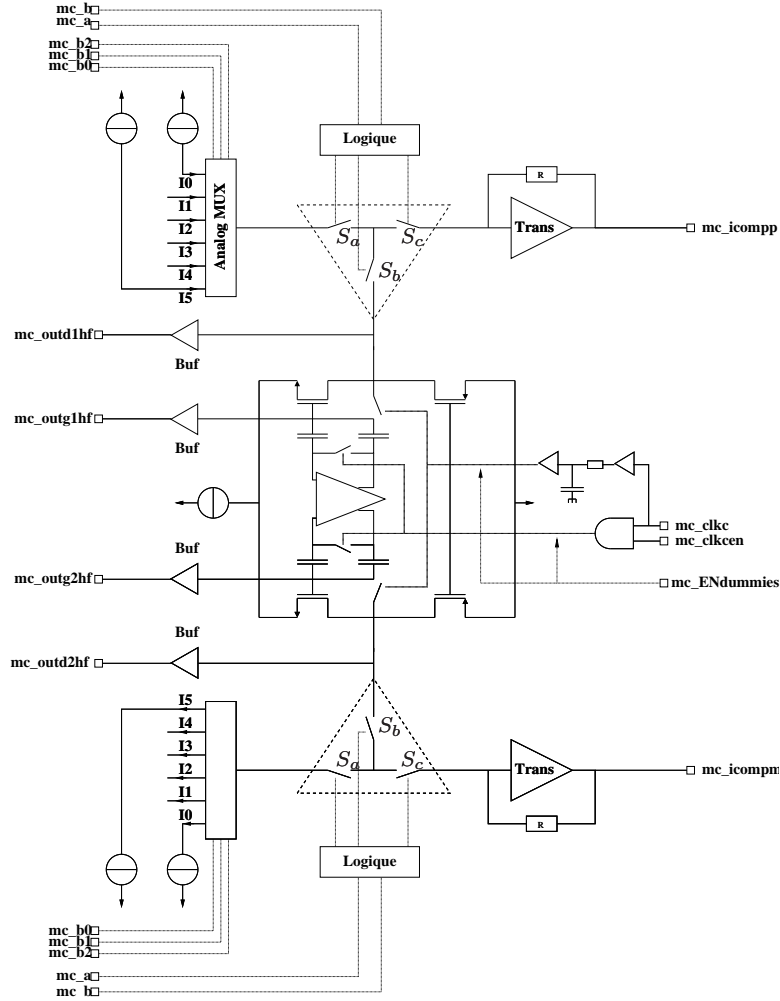 mc_b
mc_a
mc_b2
mc_b1
mc_b0
Logique
I0
I1
I2
I3
I4
I5
Analog MUX
Sa
Sc
Sb
R
Trans
mc_icompp
mc_outd1hf
Buf
mc_outg1hf
Buf
mc_clkc
mc_clkcen
Buf
mc_outg2hf
mc_ENdummies
Buf
mc_outd2hf
I5
I4
I3
I2
I1
I0
Sb
Sa
Sc
Trans
R
mc_icompm
Logique
mc_b0
mc_b1
mc_b2
mc_a
mc_b